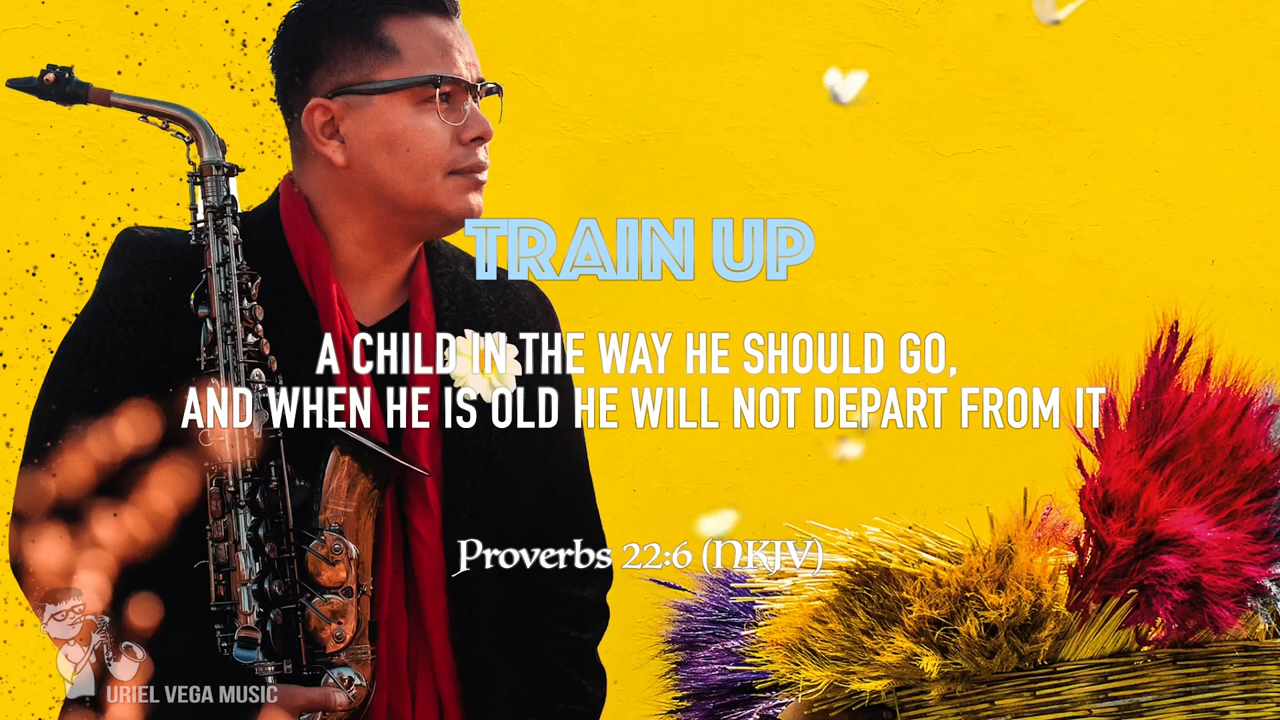 TRAIN UP
A CHILD IN THE WAY HE SHOULD GO,
AND WHEN HE IS OLD HE WILL NOT DEPART FROM IT
Proverbs 22:6 (NKJV)
URIEL VEGA MUSIC